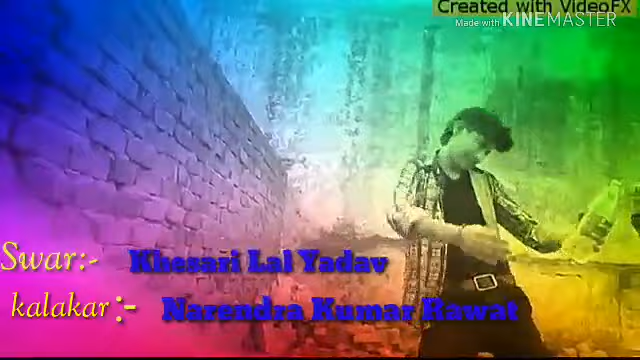 Created with VideoFX
Made with KINEMASTER
Swar:- Khesari Lal Yadav
kalakar:- Narendra Kumar Rawat